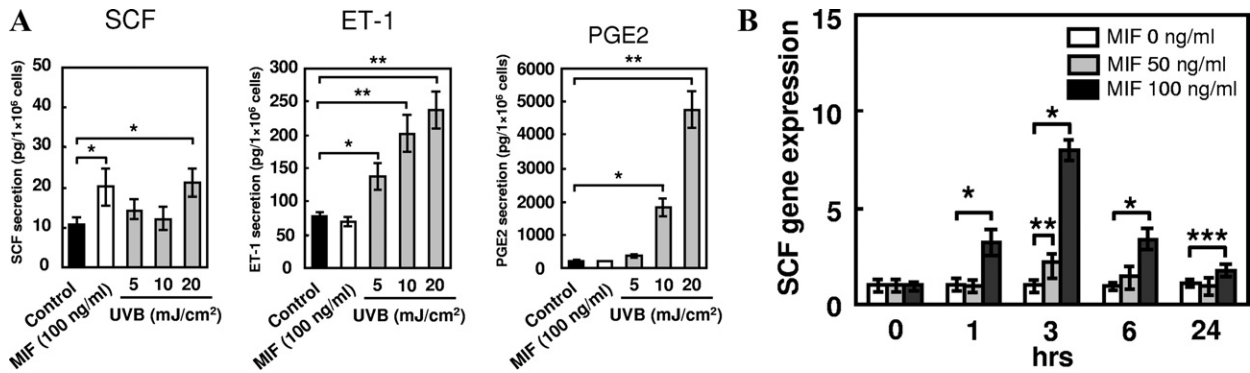 A
SCF
SCF secretion (pg/1×10⁶ cells)
50
40
30
20
10
0
*
*
Control
MIF (100 ng/ml)
5 10 20
UVB (mJ/cm²)
ET-1
ET-1 secretion (pg/1×10⁶ cells)
300
250
200
150
100
50
0
**
**
*
Control
MIF (100 ng/ml)
5 10 20
UVB (mJ/cm²)
PGE2
PGE2 secretion (pg/1×10⁶ cells)
6000
5000
4000
3000
2000
1000
0
**
*
Control
MIF (100 ng/ml)
5 10 20
UVB (mJ/cm²)
B
SCF gene expression
15
10
5
0
MIF 0 ng/ml
MIF 50 ng/ml
MIF 100 ng/ml
*
*
**
*
***
0 1 3 6 24
hrs